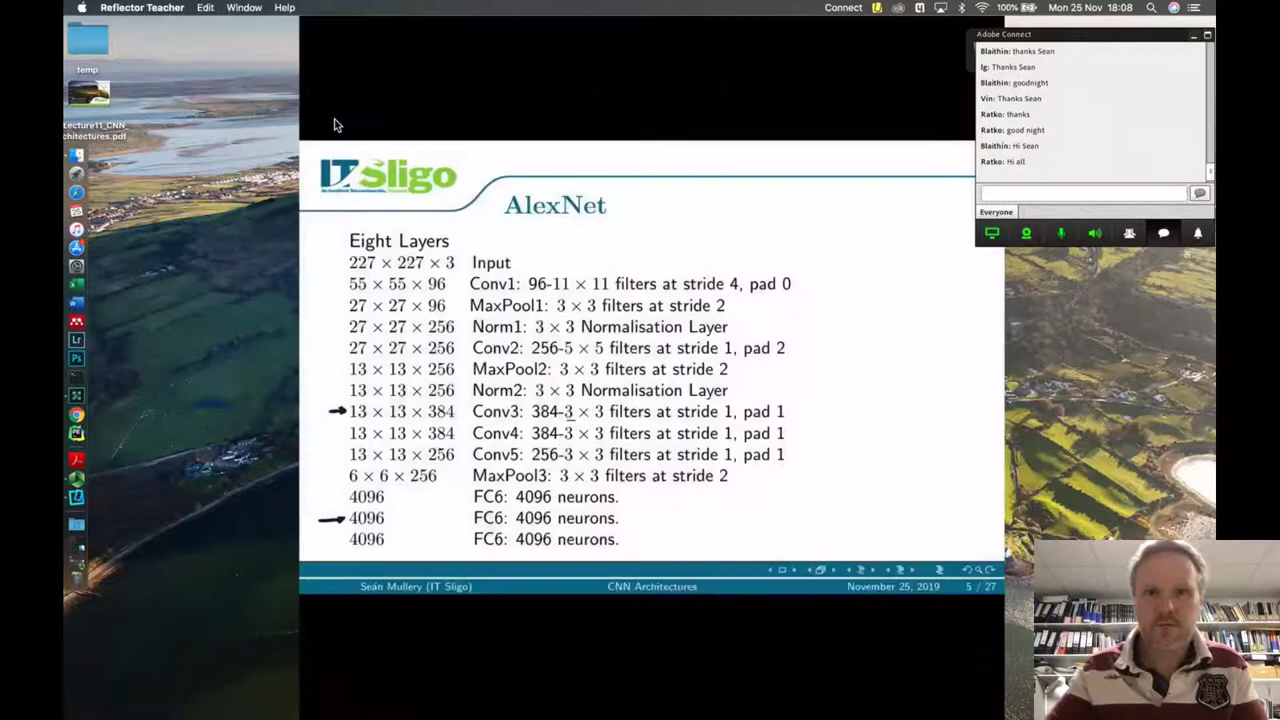 Reflector Teacher Edit Window Help
Connect 100% Mon 25 Nov 18:08
temp
Lecture11_CNN_
chitectures.pdf
Adobe Connect
Blaithin: thanks Sean
Ig: Thanks Sean
Blaithin: goodnight
Vin: Thanks Sean
Ratko: thanks
Ratko: good night
Blaithin: Hi Sean
Ratko: Hi all
Everyone
IT Sligo
AlexNet
Eight Layers
227 × 227 × 3 Input
55 × 55 × 96 Conv1: 96-11 × 11 filters at stride 4, pad 0
27 × 27 × 96 MaxPool1: 3 × 3 filters at stride 2
27 × 27 × 256 Norm1: 3 × 3 Normalisation Layer
27 × 27 × 256 Conv2: 256-5 × 5 filters at stride 1, pad 2
13 × 13 × 256 MaxPool2: 3 × 3 filters at stride 2
13 × 13 × 256 Norm2: 3 × 3 Normalisation Layer
13 × 13 × 384 Conv3: 384-3 × 3 filters at stride 1, pad 1
13 × 13 × 384 Conv4: 384-3 × 3 filters at stride 1, pad 1
13 × 13 × 256 Conv5: 256-3 × 3 filters at stride 1, pad 1
6 × 6 × 256 MaxPool3: 3 × 3 filters at stride 2
4096 FC6: 4096 neurons.
4096 FC6: 4096 neurons.
4096 FC6: 4096 neurons.
Seán Mullery (IT Sligo) CNN Architectures November 25, 2019 5 / 27
Lr
Ps